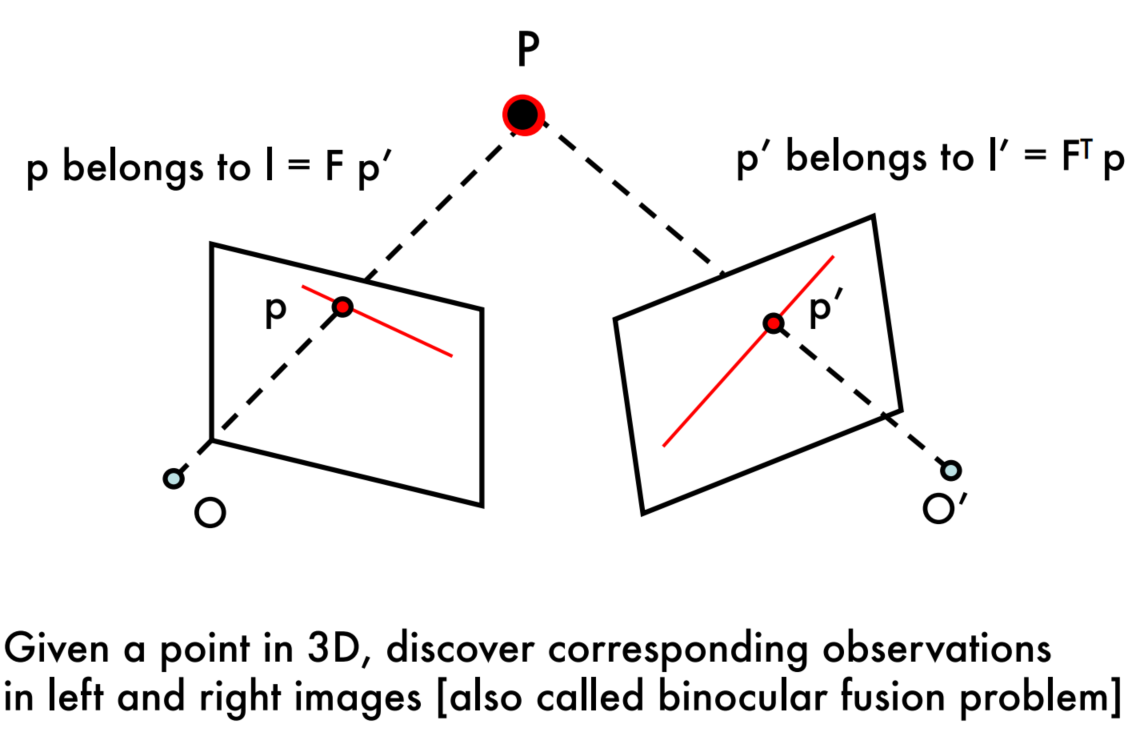 P
p belongs to l = F p′
p′ belongs to l′ = Fᵀ p
p
p′
O
O′
Given a point in 3D, discover corresponding observations
in left and right images [also called binocular fusion problem]